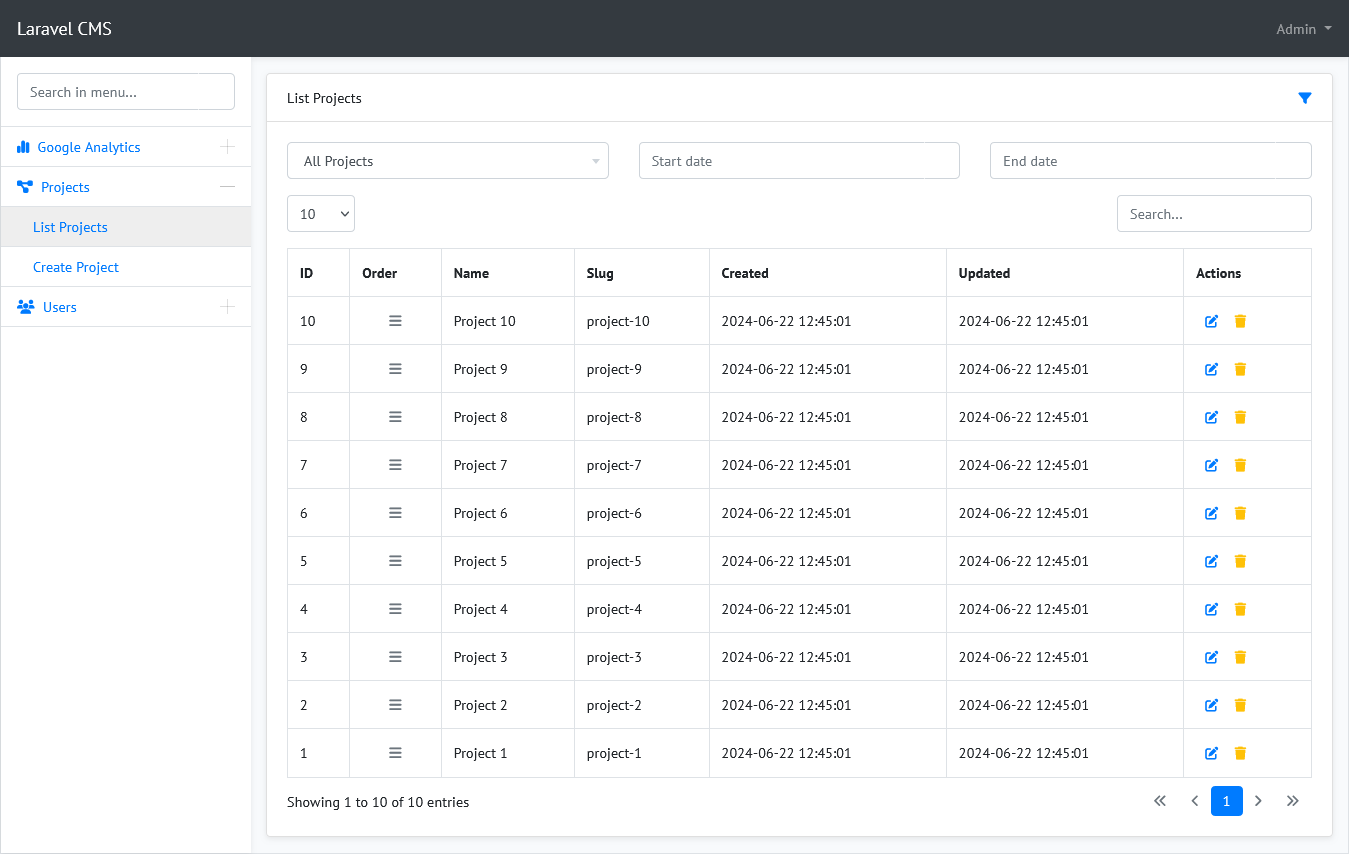 Laravel CMS Admin
Search in menu...
Google Analytics
Projects
List Projects
Create Project
Users
List Projects
All Projects Start date End date
10 Search...
ID Order Name Slug Created Updated Actions
10 Project 10 project-10 2024-06-22 12:45:01 2024-06-22 12:45:01
9 Project 9 project-9 2024-06-22 12:45:01 2024-06-22 12:45:01
8 Project 8 project-8 2024-06-22 12:45:01 2024-06-22 12:45:01
7 Project 7 project-7 2024-06-22 12:45:01 2024-06-22 12:45:01
6 Project 6 project-6 2024-06-22 12:45:01 2024-06-22 12:45:01
5 Project 5 project-5 2024-06-22 12:45:01 2024-06-22 12:45:01
4 Project 4 project-4 2024-06-22 12:45:01 2024-06-22 12:45:01
3 Project 3 project-3 2024-06-22 12:45:01 2024-06-22 12:45:01
2 Project 2 project-2 2024-06-22 12:45:01 2024-06-22 12:45:01
1 Project 1 project-1 2024-06-22 12:45:01 2024-06-22 12:45:01
Showing 1 to 10 of 10 entries 1